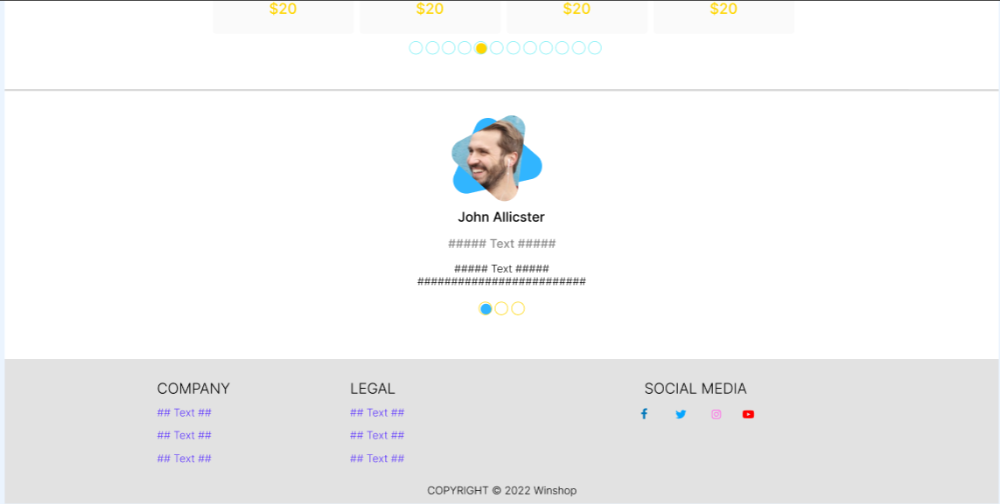 $20 $20 $20 $20
John Allicster
##### Text #####
##### Text #####
#########################
COMPANY LEGAL SOCIAL MEDIA
## Text ## ## Text ##
## Text ## ## Text ##
## Text ## ## Text ##
COPYRIGHT © 2022 Winshop